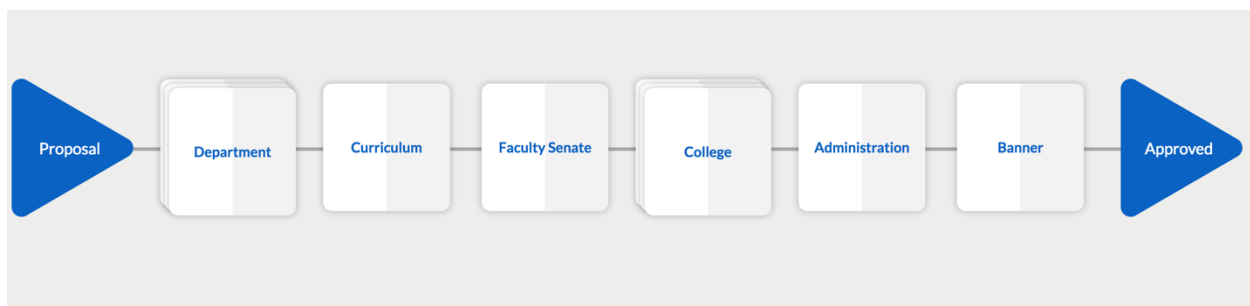 Proposal
Department
Curriculum
Faculty Senate
College
Administration
Banner
Approved